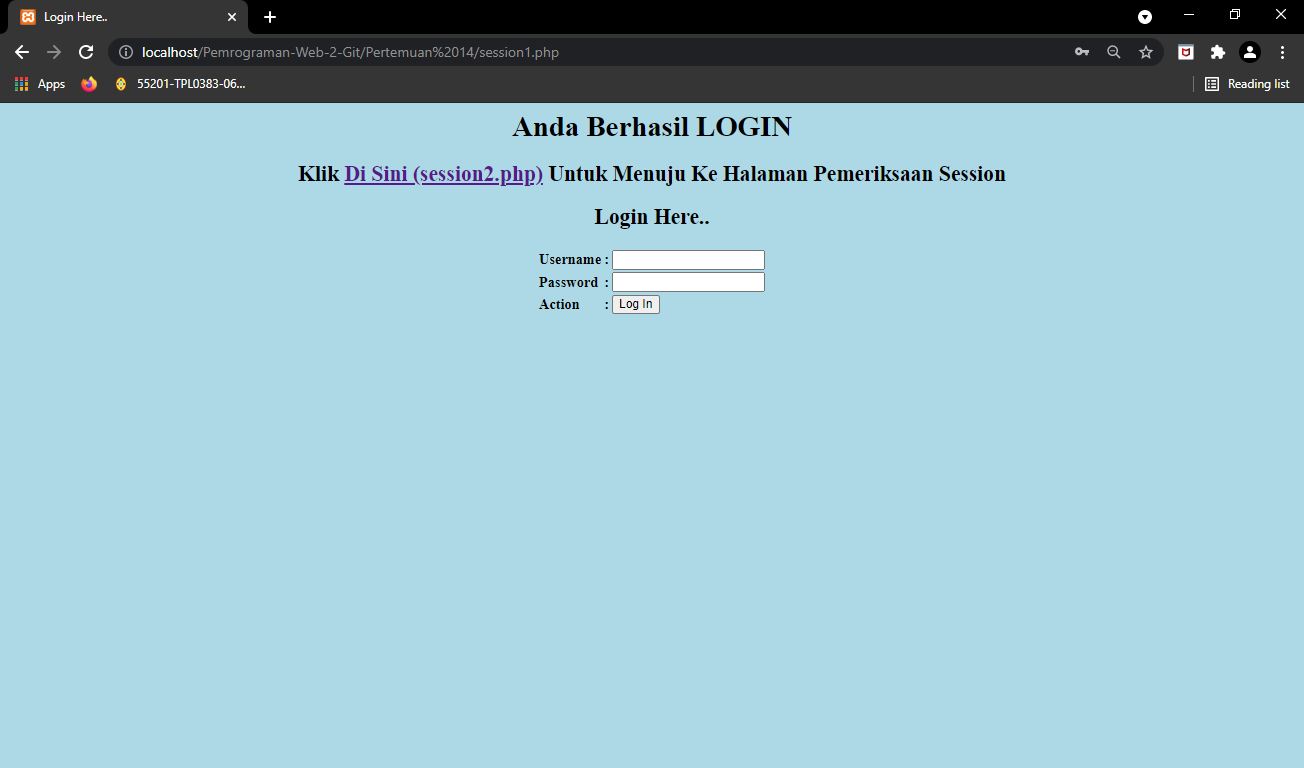 Login Here..
localhost/Pemrograman-Web-2-Git/Pertemuan%2014/session1.php
Apps
55201-TPL0383-06...
Reading list
Anda Berhasil LOGIN
Klik Di Sini (session2.php) Untuk Menuju Ke Halaman Pemeriksaan Session
Login Here..
Username :
Password :
Action : Log In